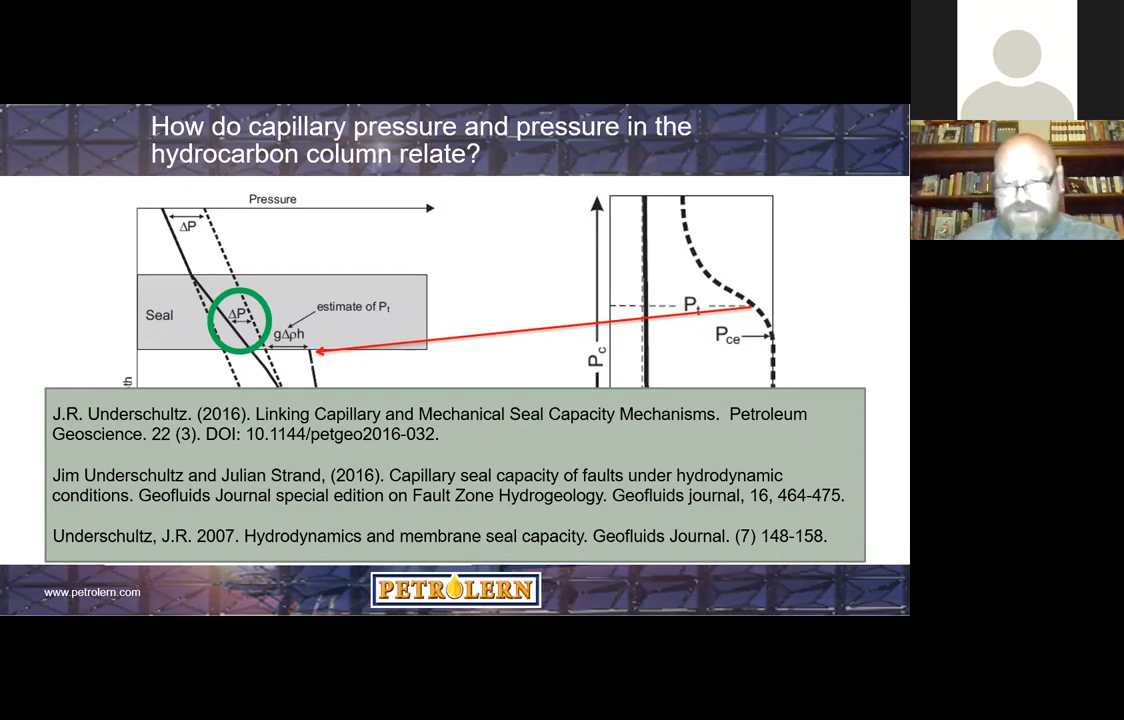 How do capillary pressure and pressure in the
hydrocarbon column relate?
Pressure
ΔP
Seal
ΔP
estimate of Pt
gΔρh
th
Pc
Pt
Pce
J.R. Underschultz. (2016). Linking Capillary and Mechanical Seal Capacity Mechanisms. Petroleum
Geoscience. 22 (3). DOI: 10.1144/petgeo2016-032.
Jim Underschultz and Julian Strand, (2016). Capillary seal capacity of faults under hydrodynamic
conditions. Geofluids Journal special edition on Fault Zone Hydrogeology. Geofluids journal, 16, 464-475.
Underschultz, J.R. 2007. Hydrodynamics and membrane seal capacity. Geofluids Journal. (7) 148-158.
www.petrolern.com
PETROLERN